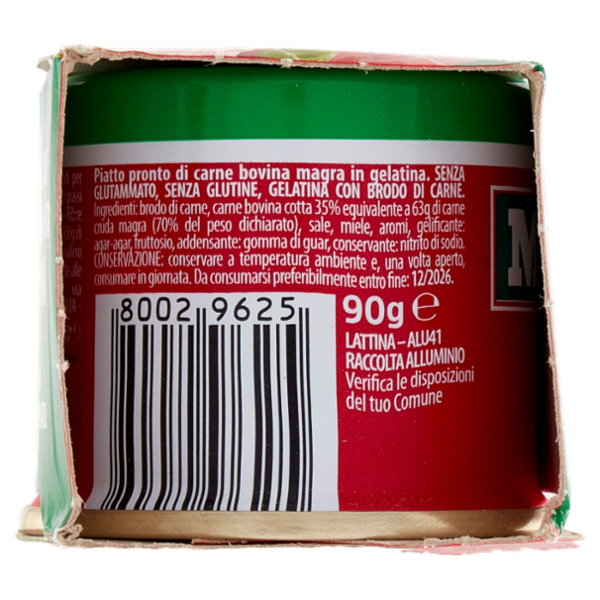 Piatto pronto di carne bovina magra in gelatina. SENZA
GLUTAMMATO, SENZA GLUTINE, GELATINA CON BRODO DI CARNE.
Ingredienti: brodo di carne, carne bovina cotta 35% equivalente a 63g di carne
cruda magra (70% del peso dichiarato), sale, miele, aromi, gelificante:
agar-agar, fruttosio, addensante: gomma di guar, conservante: nitrito di sodio.
CONSERVAZIONE: conservare a temperatura ambiente e, una volta aperto,
consumare in giornata. Da consumarsi preferibilmente entro fine: 12/2026.
8002 9625
90g e
LATTINA – ALU41
RACCOLTA ALLUMINIO
Verifica le disposizioni
del tuo Comune
M